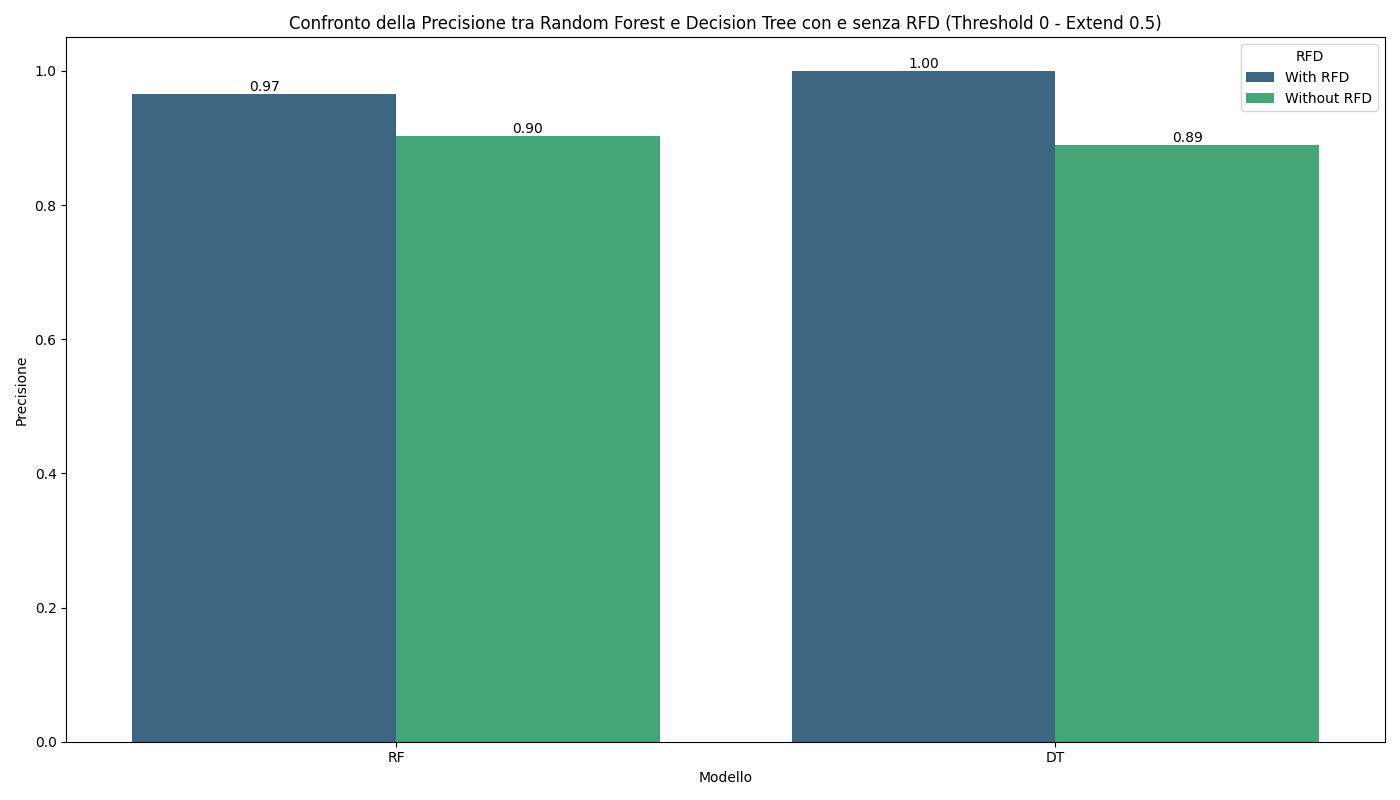 Confronto della Precisione tra Random Forest e Decision Tree con e senza RFD (Threshold 0 - Extend 0.5)
RFD
With RFD
Without RFD
0.97
0.90
1.00
0.89
Precisione
1.0
0.8
0.6
0.4
0.2
0.0
RF
DT
Modello